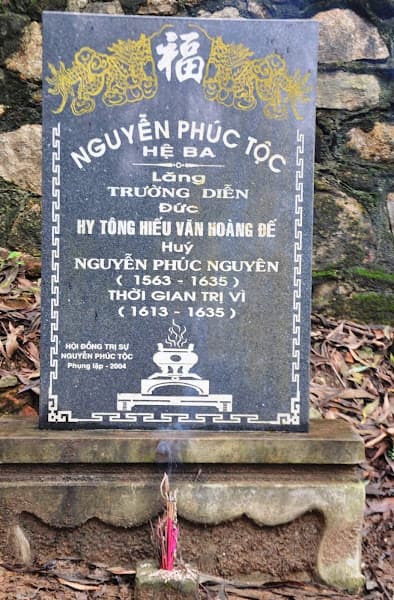 福
NGUYỄN PHÚC TỘC
HỆ BA
Lăng
TRƯỜNG DIỄN
Đức
HY TÔNG HIẾU VĂN HOÀNG ĐẾ
Huý
NGUYỄN PHÚC NGUYÊN
( 1563 - 1635 )
THỜI GIAN TRỊ VÌ
( 1613 - 1635 )
HỘI ĐỒNG TRỊ SỰ
NGUYỄN PHÚC TỘC
Phụng lập - 2004